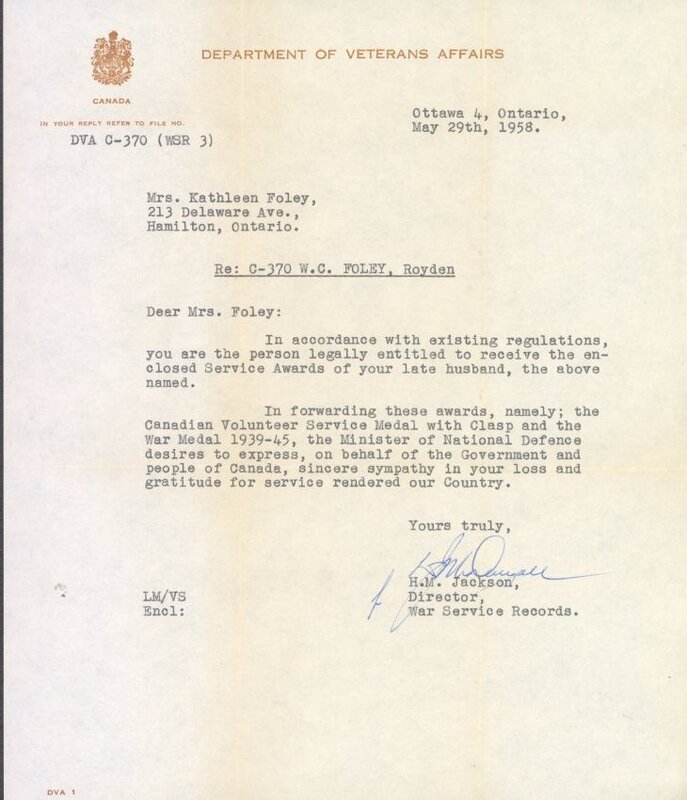 DEPARTMENT OF VETERANS AFFAIRS
CANADA
IN YOUR REPLY REFER TO FILE NO.
DVA C-370 (WSR 3)
Ottawa 4, Ontario,
May 29th, 1958.
Mrs. Kathleen Foley,
213 Delaware Ave.,
Hamilton, Ontario.
Re: C-370 W.C. FOLEY, Royden
Dear Mrs. Foley:
In accordance with existing regulations,
you are the person legally entitled to receive the en-
closed Service Awards of your late husband, the above
named.
In forwarding these awards, namely; the
Canadian Volunteer Service Medal with Clasp and the
War Medal 1939-45, the Minister of National Defence
desires to express, on behalf of the Government and
people of Canada, sincere sympathy in your loss and
gratitude for service rendered our Country.
Yours truly,
H.M. Jackson,
Director,
War Service Records.
LM/VS
Encl:
DVA 1